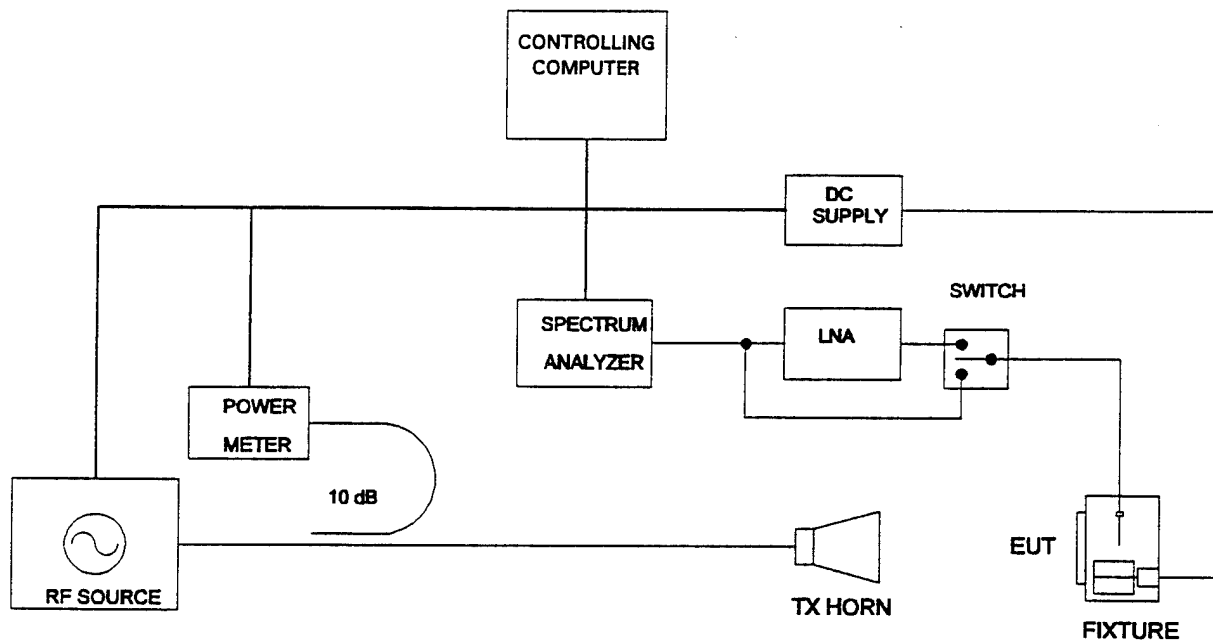 CONTROLLING
COMPUTER
DC
SUPPLY
SWITCH
SPECTRUM
ANALYZER
LNA
POWER
METER
10 dB
RF SOURCE
TX HORN
EUT
FIXTURE